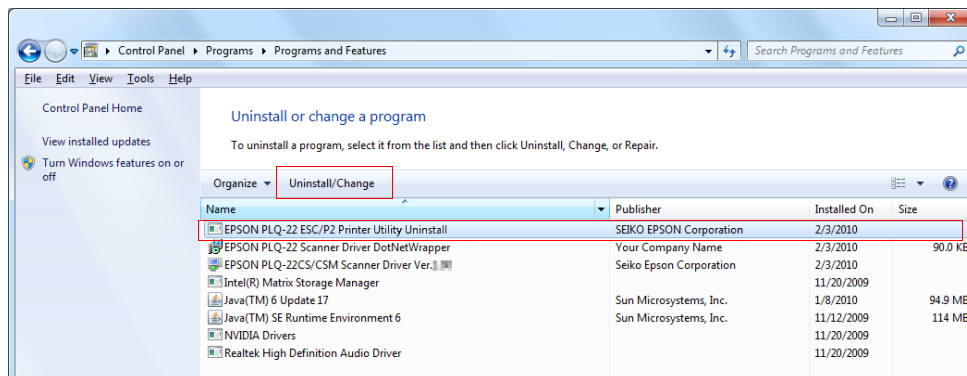 Control Panel Programs Programs and Features Search Programs and Features
File Edit View Tools Help
Control Panel Home
View installed updates
Turn Windows features on or
off
Uninstall or change a program
To uninstall a program, select it from the list and then click Uninstall, Change, or Repair.
Organize Uninstall/Change
Name Publisher Installed On Size
EPSON PLQ-22 ESC/P2 Printer Utility Uninstall SEIKO EPSON Corporation 2/3/2010
EPSON PLQ-22 Scanner Driver DotNetWrapper Your Company Name 2/3/2010 90.0 KB
EPSON PLQ-22CS/CSM Scanner Driver Ver. Seiko Epson Corporation 2/3/2010
Intel(R) Matrix Storage Manager 11/20/2009
Java(TM) 6 Update 17 Sun Microsystems, Inc. 1/8/2010 94.9 MB
Java(TM) SE Runtime Environment 6 Sun Microsystems, Inc. 11/12/2009 114 MB
NVIDIA Drivers 11/20/2009
Realtek High Definition Audio Driver 11/20/2009